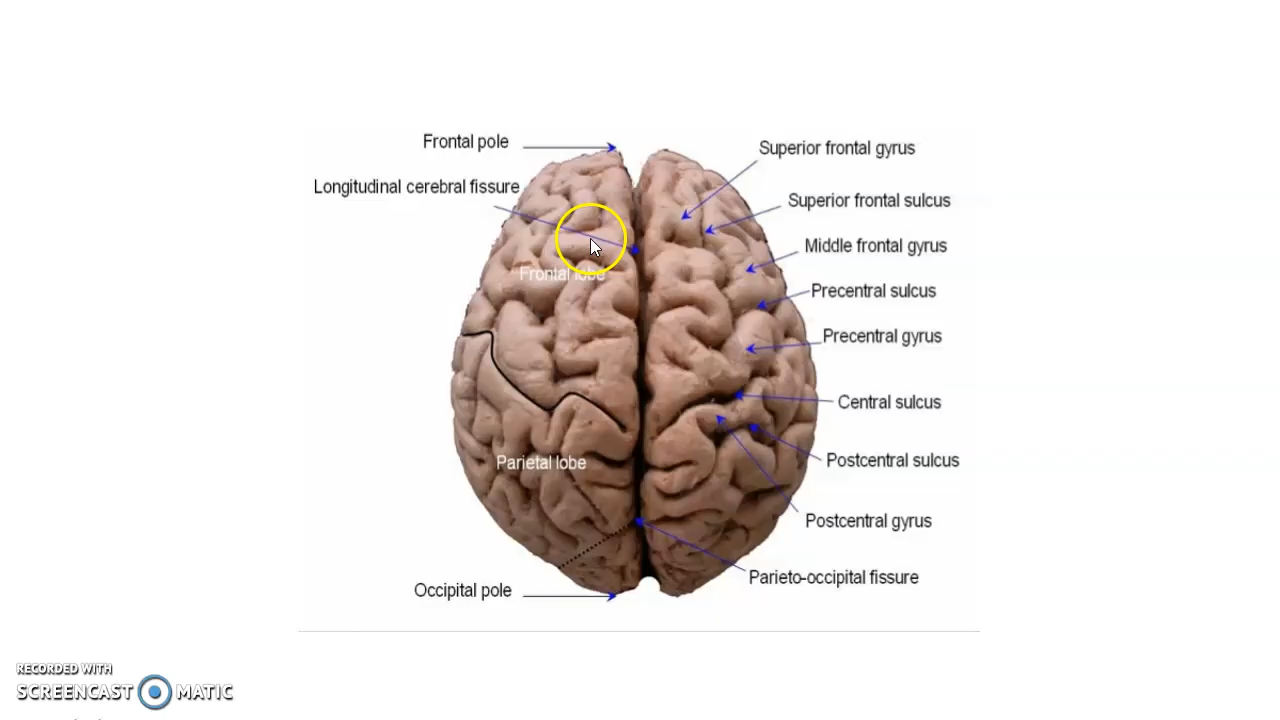 Frontal pole
Longitudinal cerebral fissure
Frontal lobe
Parietal lobe
Occipital pole
Superior frontal gyrus
Superior frontal sulcus
Middle frontal gyrus
Precentral sulcus
Precentral gyrus
Central sulcus
Postcentral sulcus
Postcentral gyrus
Parieto-occipital fissure
RECORDED WITH
SCREENCAST MATIC